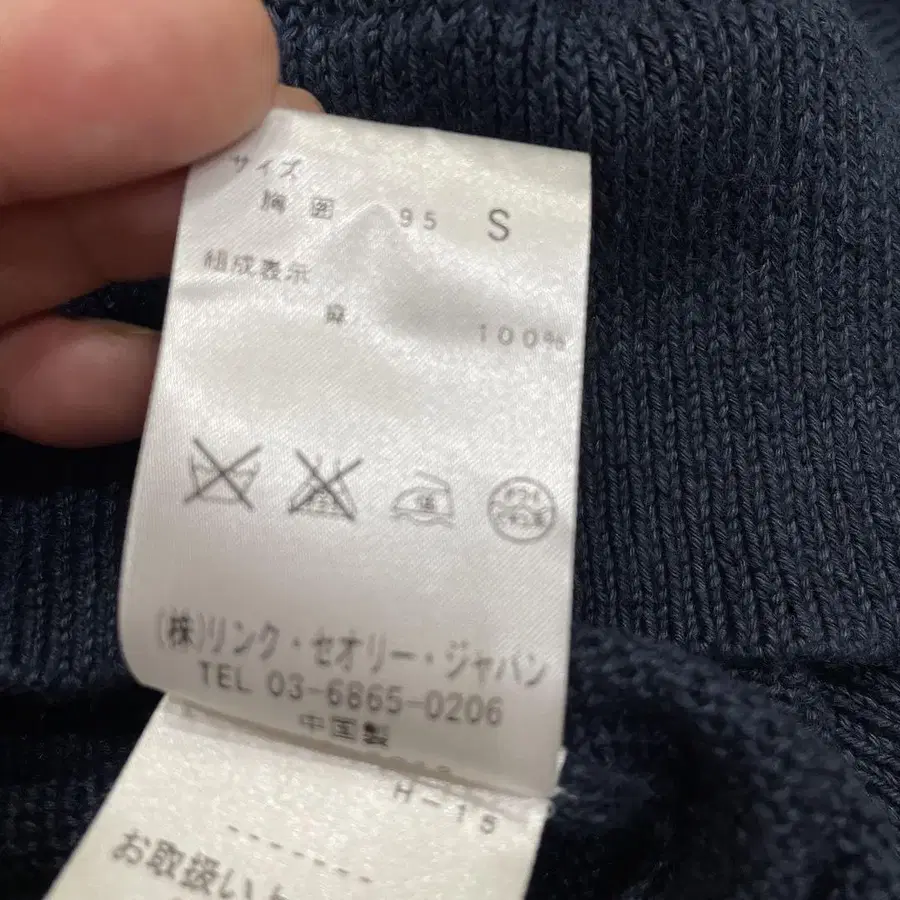 サイズ
胸囲 95 S
組成表示
麻 100%
(株)リンク・セオリー・ジャパン
TEL 03-6865-0206
中国製
H-15
------
お取扱い